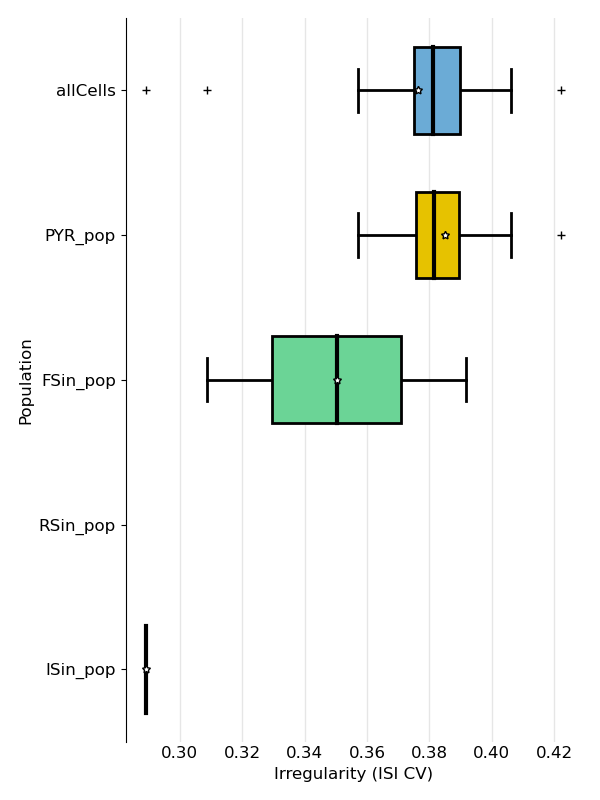 allCells
PYR_pop
FSin_pop
RSin_pop
ISin_pop
Population
0.30 0.32 0.34 0.36 0.38 0.40 0.42
Irregularity (ISI CV)